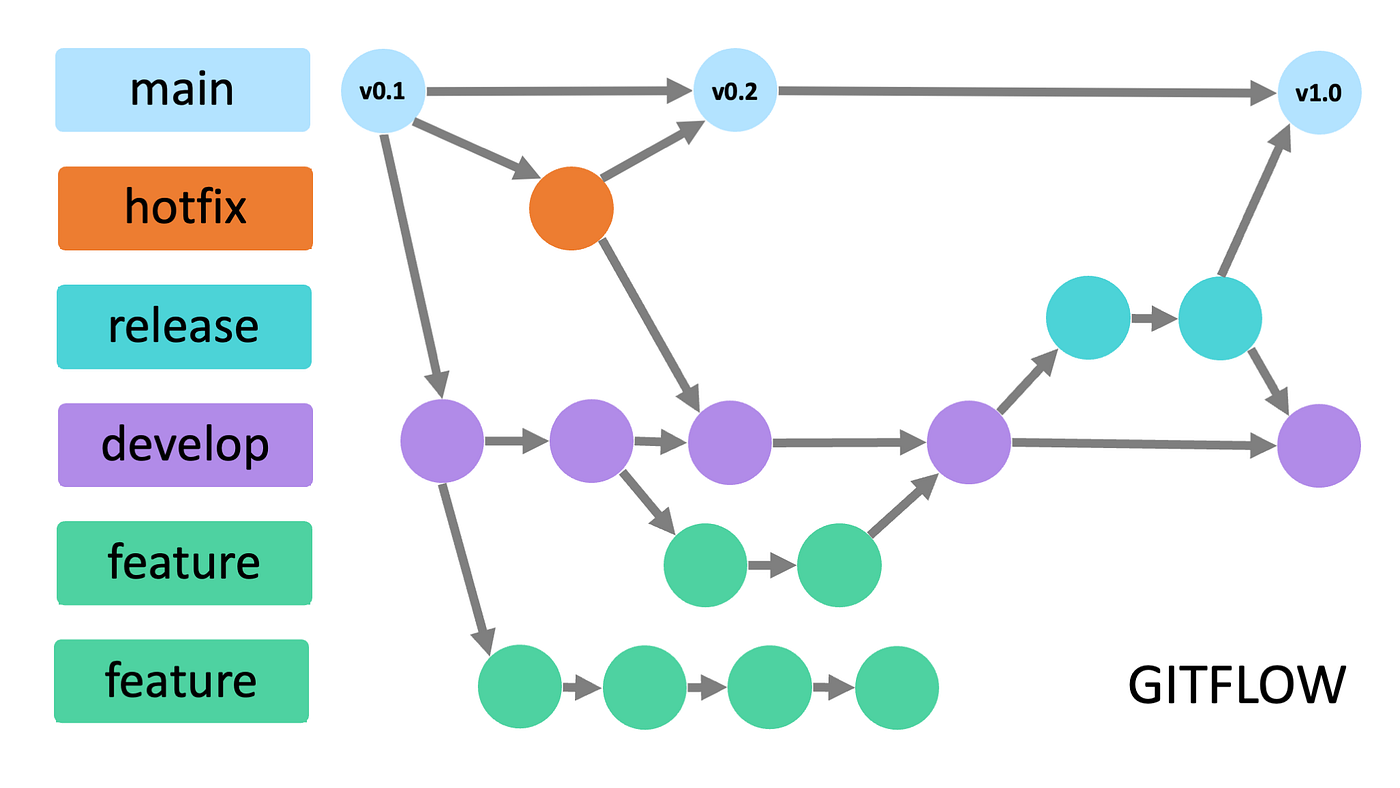 main
v0.1
v0.2
v1.0
hotfix
release
develop
feature
feature
GITFLOW